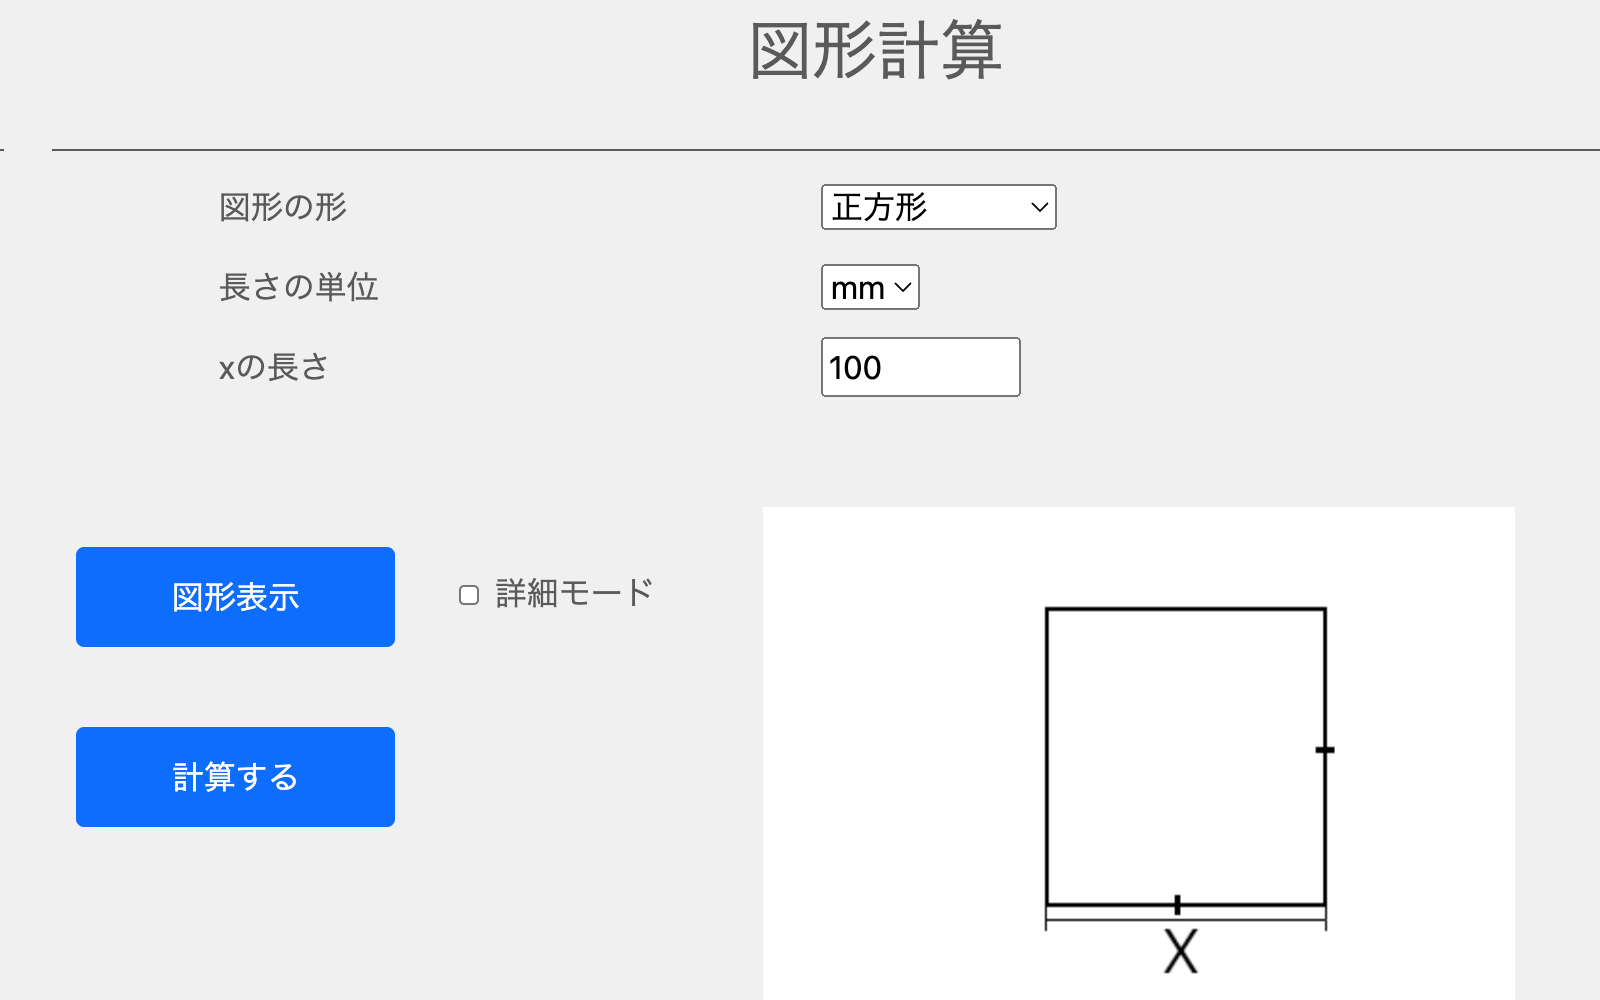 図形計算
図形の形 正方形
長さの単位 mm
xの長さ 100
図形表示 詳細モード
計算する
X